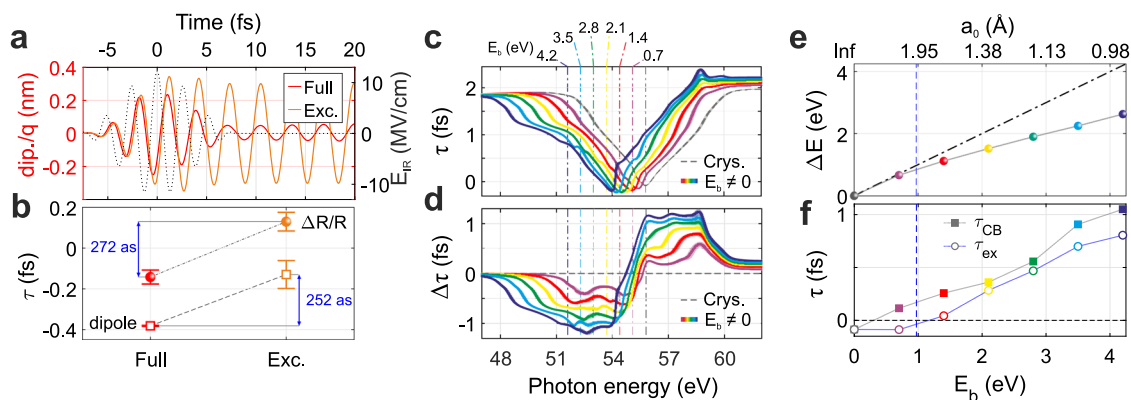 Time (fs)
-5 0 5 10 15 20
a
dip./q (nm)
0.4
0.2
0
-0.2
-0.4
Full
Exc.
10
0
-10
E_IR (MV/cm)
b
τ (fs)
0.2
0
-0.2
-0.4
272 as
ΔR/R
252 as
dipole
Full Exc.
c
E_b (eV)
4.2 3.5 2.8 2.1 1.4 0.7
τ (fs)
2
1
0
Crys.
E_b ≠ 0
d
Δτ (fs)
1
0
-1
Crys.
E_b ≠ 0
48 51 54 57 60
Photon energy (eV)
e
a_0 (Å)
Inf 1.95 1.38 1.13 0.98
ΔE (eV)
4
2
0
f
τ (fs)
1
0
τ_CB
τ_ex
0 1 2 3 4
E_b (eV)